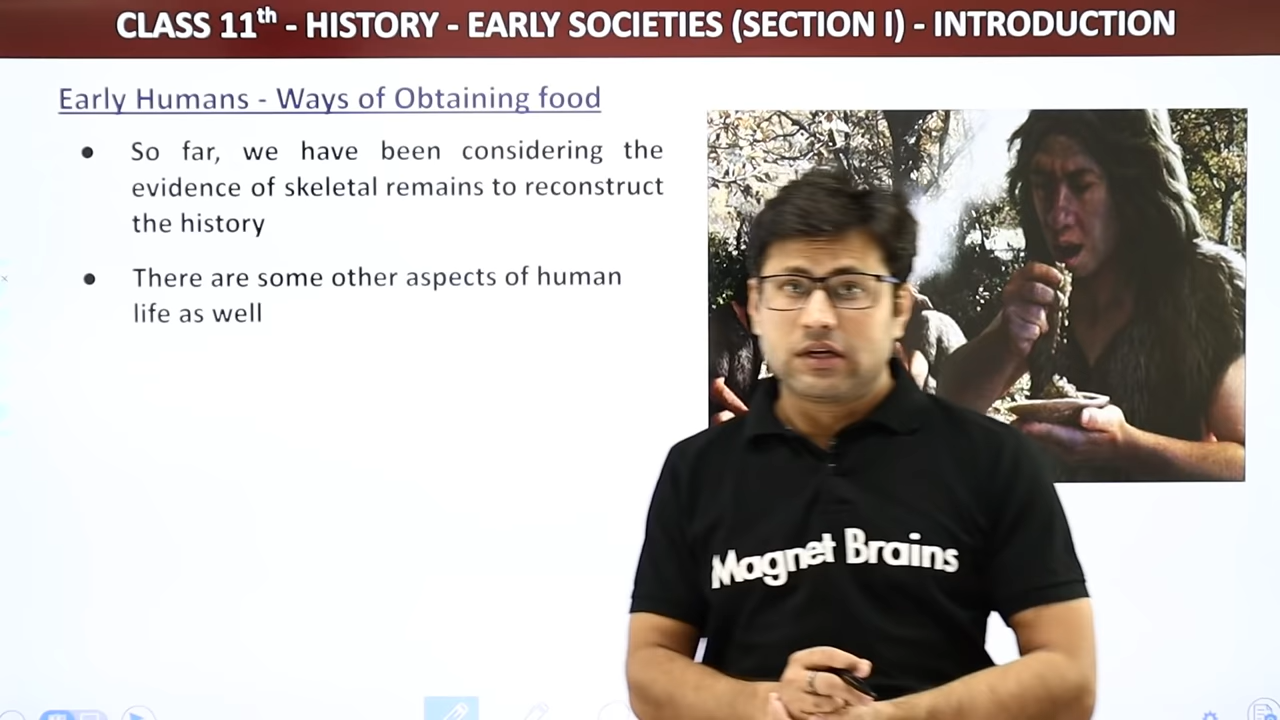 CLASS 11th - HISTORY - EARLY SOCIETIES (SECTION I) - INTRODUCTION
Early Humans - Ways of Obtaining food
● So far, we have been considering the
evidence of skeletal remains to reconstruct
the history
● There are some other aspects of human
life as well
Magnet Brains